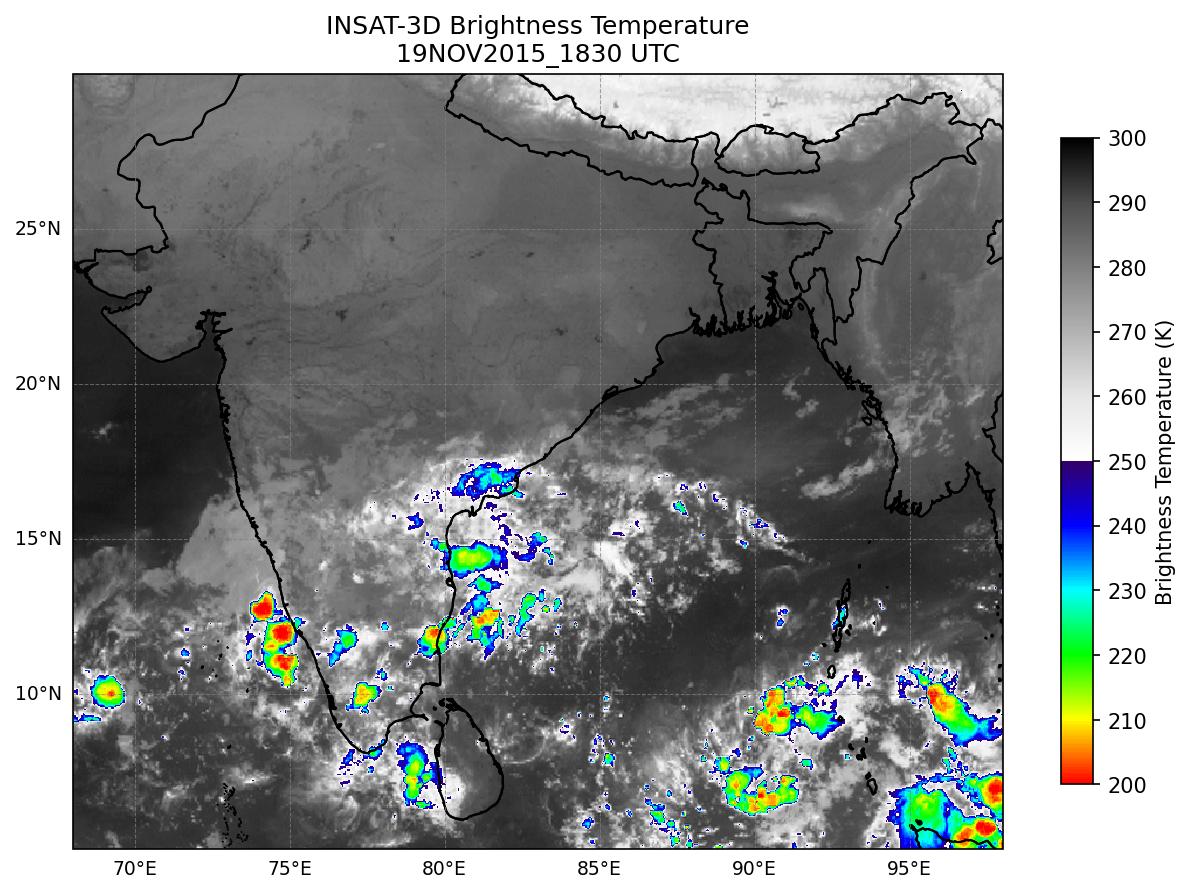 INSAT-3D Brightness Temperature
19NOV2015_1830 UTC
25°N
20°N
15°N
10°N
70°E
75°E
80°E
85°E
90°E
95°E
300
290
280
270
260
250
240
230
220
210
200
Brightness Temperature (K)